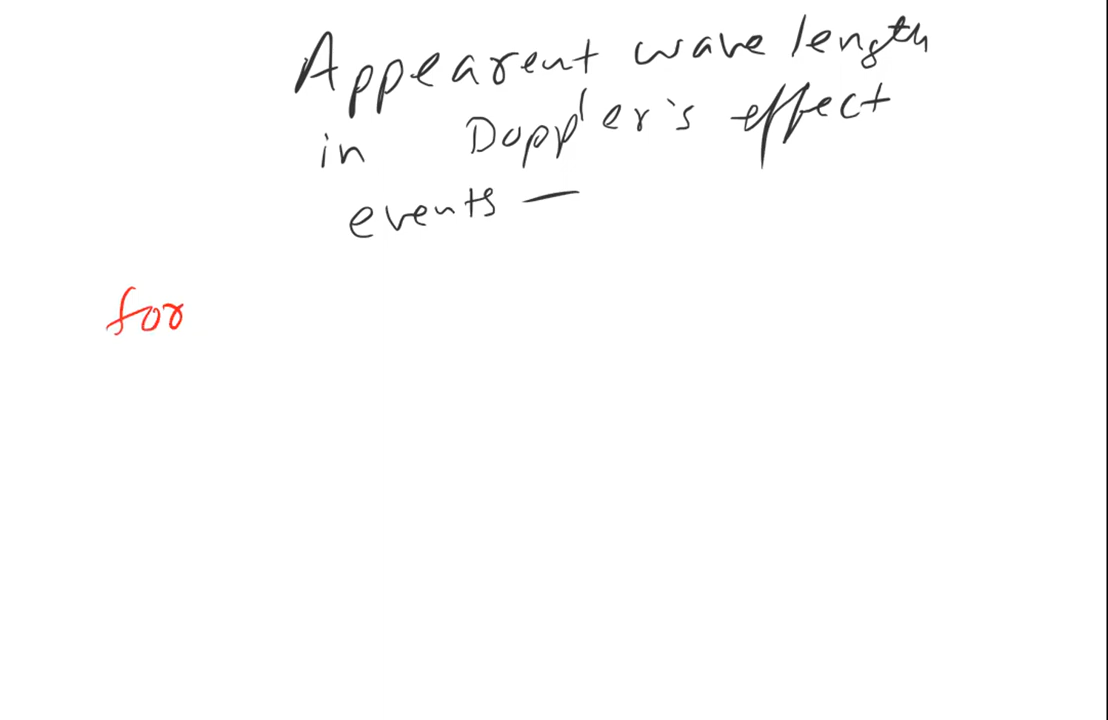 Appearent wave length
in Doppler's effect
events —
for